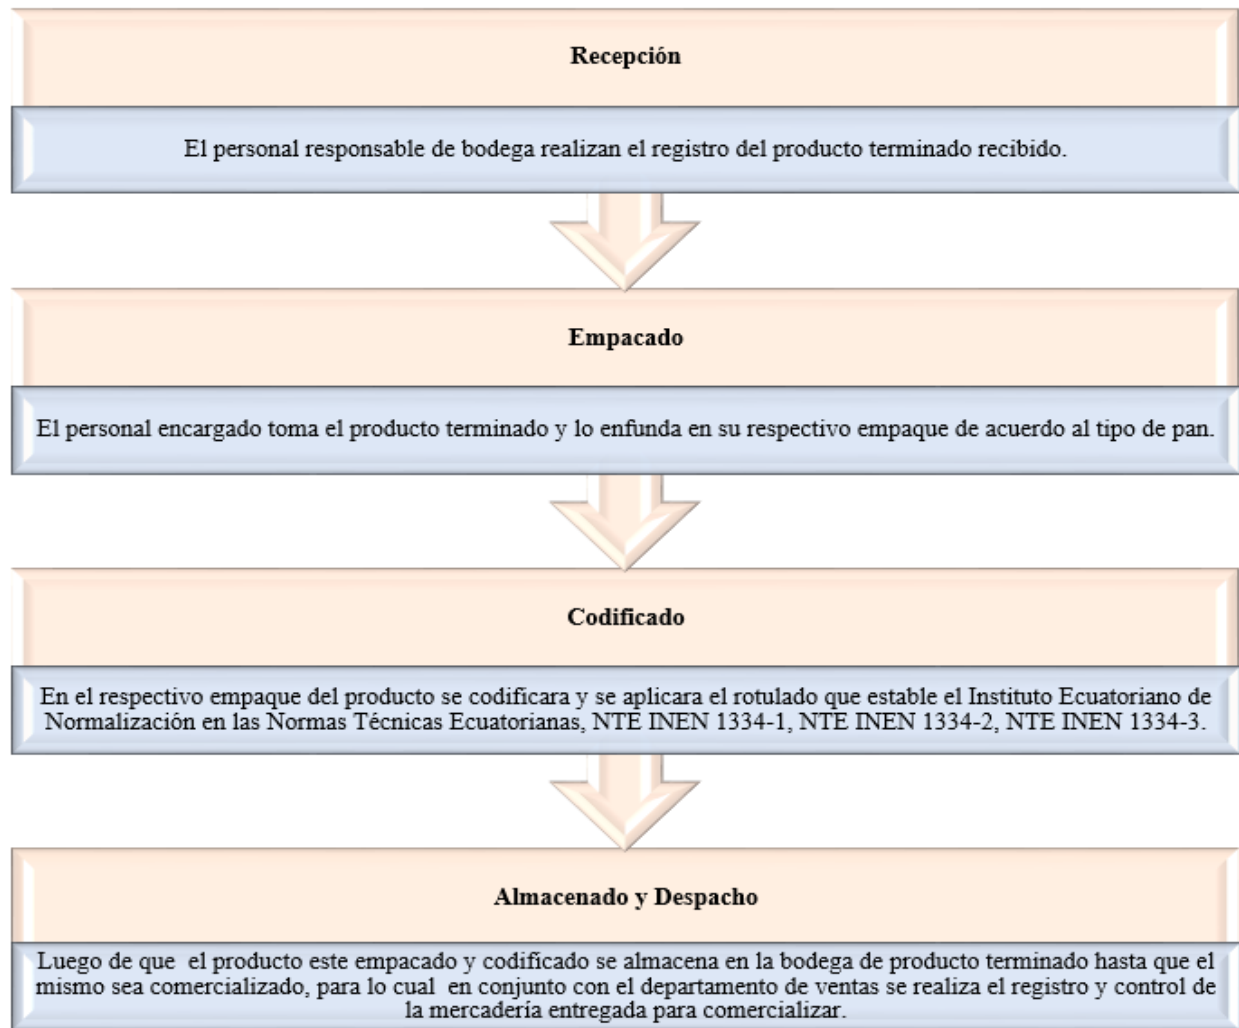 Recepción
El personal responsable de bodega realizan el registro del producto terminado recibido.
Empacado
El personal encargado toma el producto terminado y lo enfunda en su respectivo empaque de acuerdo al tipo de pan.
Codificado
En el respectivo empaque del producto se codificara y se aplicara el rotulado que estable el Instituto Ecuatoriano de
Normalización en las Normas Técnicas Ecuatorianas, NTE INEN 1334-1, NTE INEN 1334-2, NTE INEN 1334-3.
Almacenado y Despacho
Luego de que  el producto este empacado y codificado se almacena en la bodega de producto terminado hasta que el
mismo sea comercializado, para lo cual  en conjunto con el departamento de ventas se realiza el registro y control de
la mercadería entregada para comercializar.